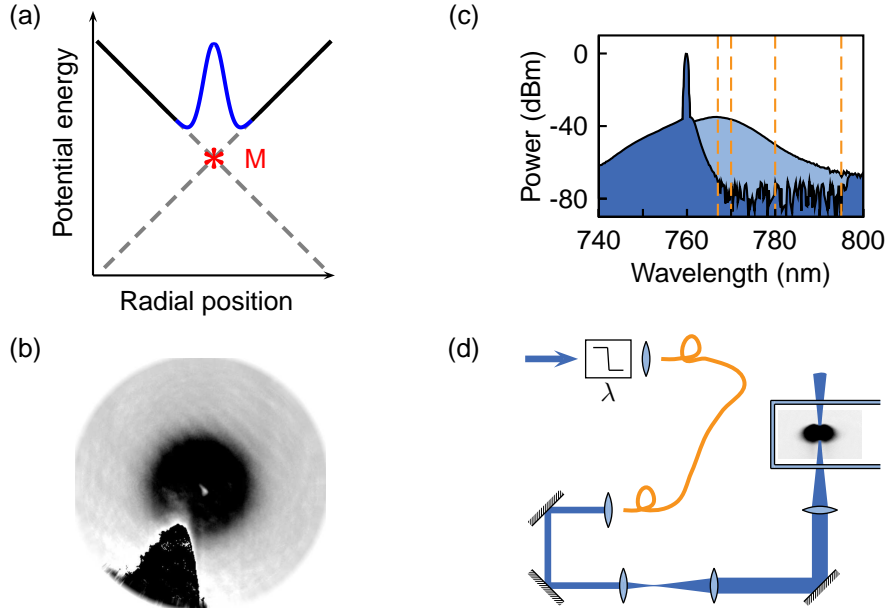 (a)
Potential energy
M
Radial position
(b)
(c)
Power (dBm)
0
-40
-80
740 760 780 800
Wavelength (nm)
(d)
λ